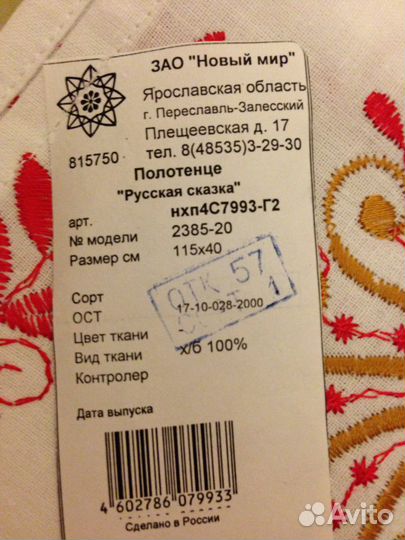 ЗАО "Новый мир"
Ярославская область
г. Переславль-Залесский
Плещеевская д. 17
815750 тел. 8(48535)3-29-30
Полотенце
"Русская сказка"
арт. нхп4С7993-Г2
№ модели 2385-20
Размер см 115х40
ОТК 57
Сорт 1
ОСТ 17-10-028-2000
Цвет ткани
Вид ткани х/б 100%
Контролер
Дата выпуска
4 602786 079933
Сделано в России
Avito